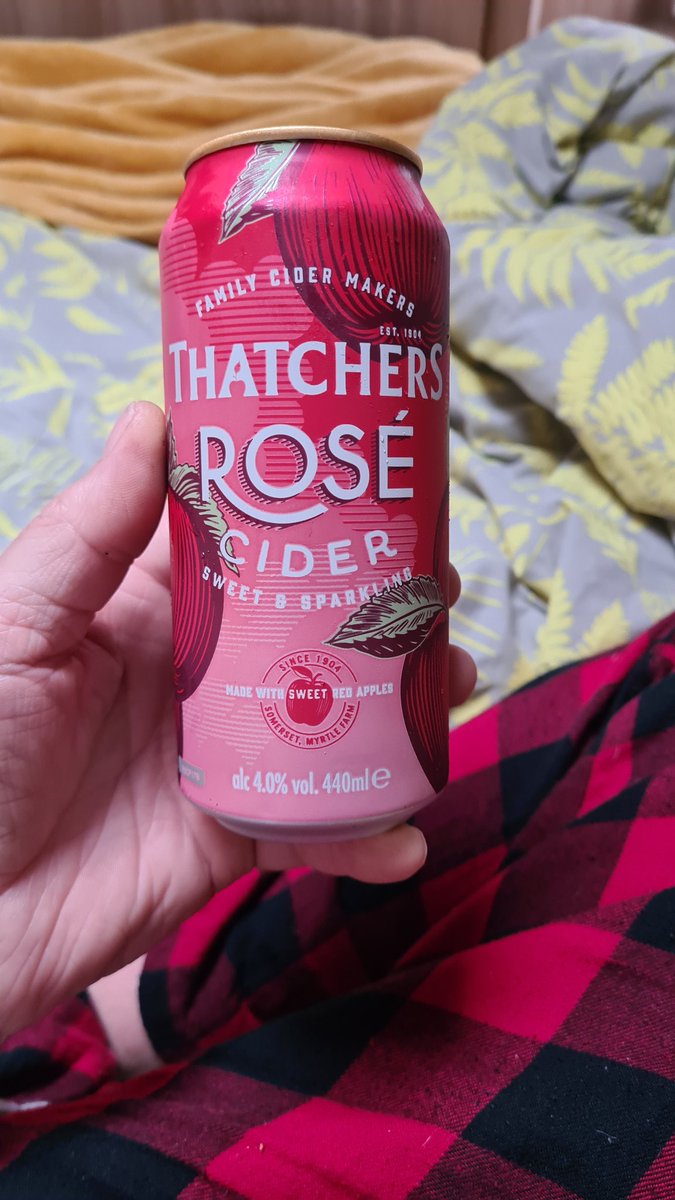 FAMILY CIDER MAKERS
EST. 1904
THATCHERS
ROSÉ
CIDER
SWEET & SPARKLING
SINCE 1904
MADE WITH SWEET RED APPLES
SOMERSET, MYRTLE FARM
alc 4.0% vol. 440ml e